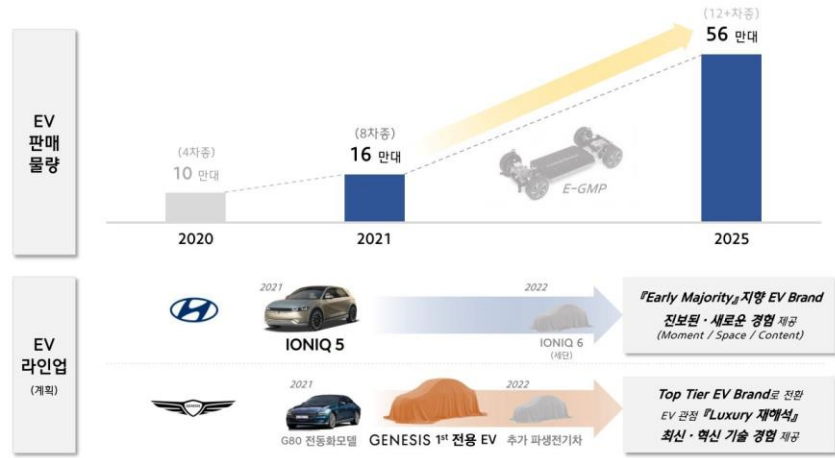 EV
판매
물량
(4차종)
10 만대
(8차종)
16 만대
(12+차종)
56 만대
E-GMP
2020
2021
2025
EV
라인업
(계획)
2021
IONIQ 5
2022
IONIQ 6
(세단)
『Early Majority』지향 EV Brand
진보된 · 새로운 경험 제공
(Moment / Space / Content)
GENESIS
2021
G80 전동화모델
GENESIS 1st 전용 EV
2022
추가 파생전기차
Top Tier EV Brand로 전환
EV 관점 『Luxury 재해석』
최신 · 혁신 기술 경험 제공